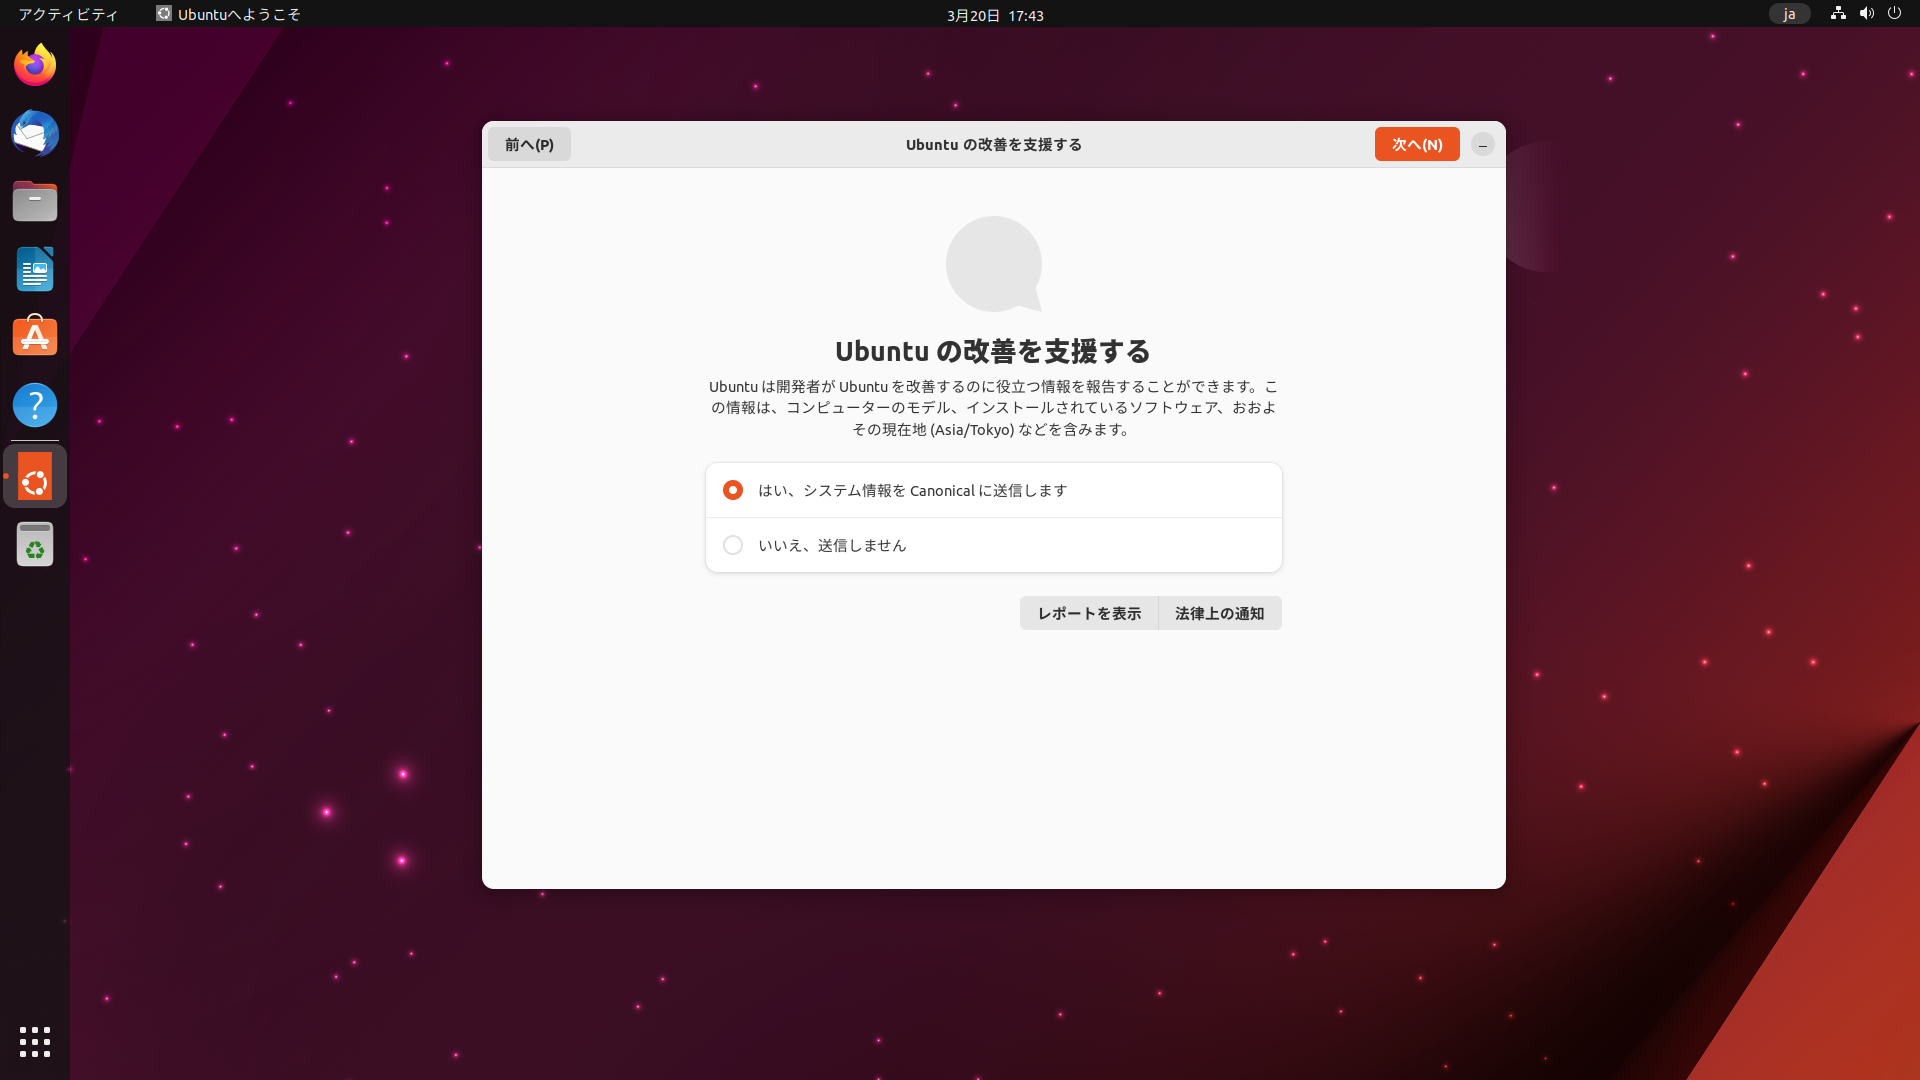 アクティビティ
Ubuntuへようこそ
3月20日 17:43
ja
前へ(P)
Ubuntu の改善を支援する
次へ(N)
Ubuntu の改善を支援する
Ubuntu は開発者が Ubuntu を改善するのに役立つ情報を報告することができます。こ
の情報は、コンピューターのモデル、インストールされているソフトウェア、おおよ
その現在地 (Asia/Tokyo) などを含みます。
はい、システム情報を Canonical に送信します
いいえ、送信しません
レポートを表示
法律上の通知